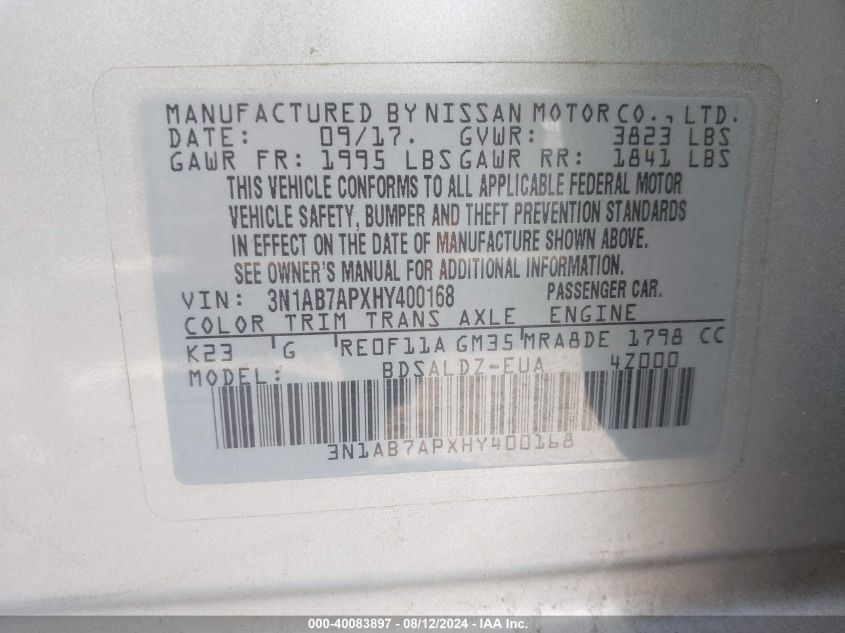 MANUFACTURED BY NISSAN MOTOR CO., LTD.
DATE: 09/17. GVWR: 3823 LBS
GAWR FR: 1995 LBS GAWR RR: 1841 LBS
THIS VEHICLE CONFORMS TO ALL APPLICABLE FEDERAL MOTOR
VEHICLE SAFETY, BUMPER AND THEFT PREVENTION STANDARDS
IN EFFECT ON THE DATE OF MANUFACTURE SHOWN ABOVE.
SEE OWNER'S MANUAL FOR ADDITIONAL INFORMATION.
VIN: 3N1AB7APXHY400168 PASSENGER CAR.
COLOR TRIM TRANS AXLE ENGINE
K23 G RE0F11A GM35 MRA8DE 1798 CC
MODEL: BDSALDZ-EUA 4Z000
3N1AB7APXHY400168
000-40083897 - 08/12/2024 - IAA Inc.